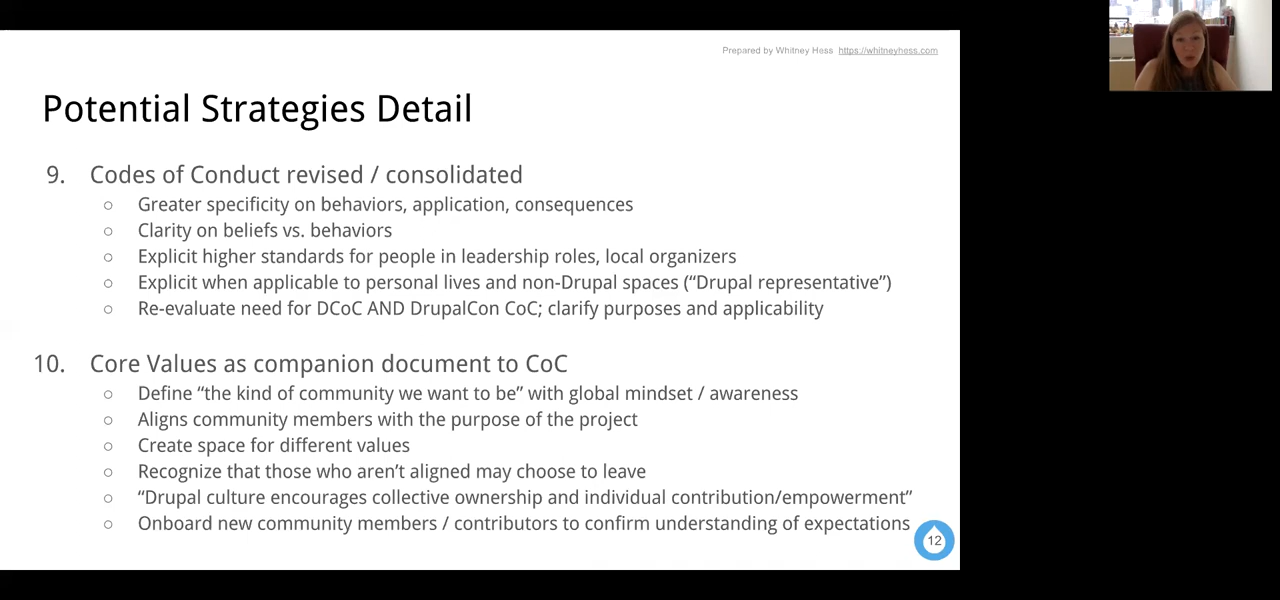 Prepared by Whitney Hess https://whitneyhess.com
Potential Strategies Detail
9. Codes of Conduct revised / consolidated
○ Greater specificity on behaviors, application, consequences
○ Clarity on beliefs vs. behaviors
○ Explicit higher standards for people in leadership roles, local organizers
○ Explicit when applicable to personal lives and non-Drupal spaces (“Drupal representative”)
○ Re-evaluate need for DCoC AND DrupalCon CoC; clarify purposes and applicability
10. Core Values as companion document to CoC
○ Define “the kind of community we want to be” with global mindset / awareness
○ Aligns community members with the purpose of the project
○ Create space for different values
○ Recognize that those who aren’t aligned may choose to leave
○ “Drupal culture encourages collective ownership and individual contribution/empowerment”
○ Onboard new community members / contributors to confirm understanding of expectations
12